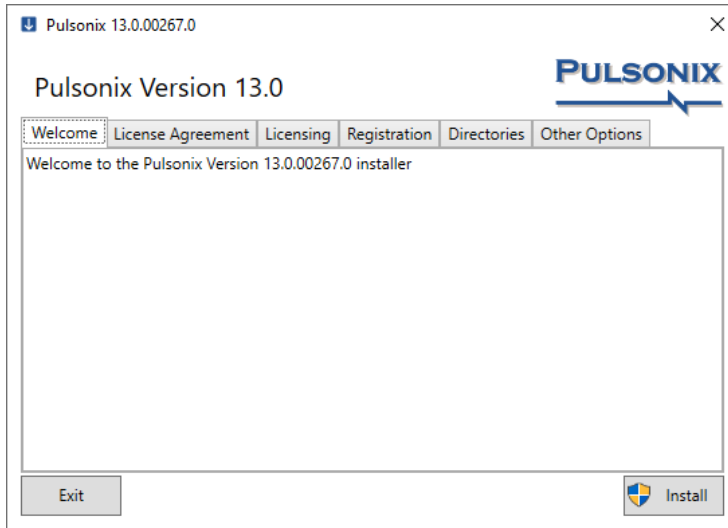 Pulsonix 13.0.00267.0
Pulsonix Version 13.0
PULSONIX
Welcome License Agreement Licensing Registration Directories Other Options
Welcome to the Pulsonix Version 13.0.00267.0 installer
Exit Install